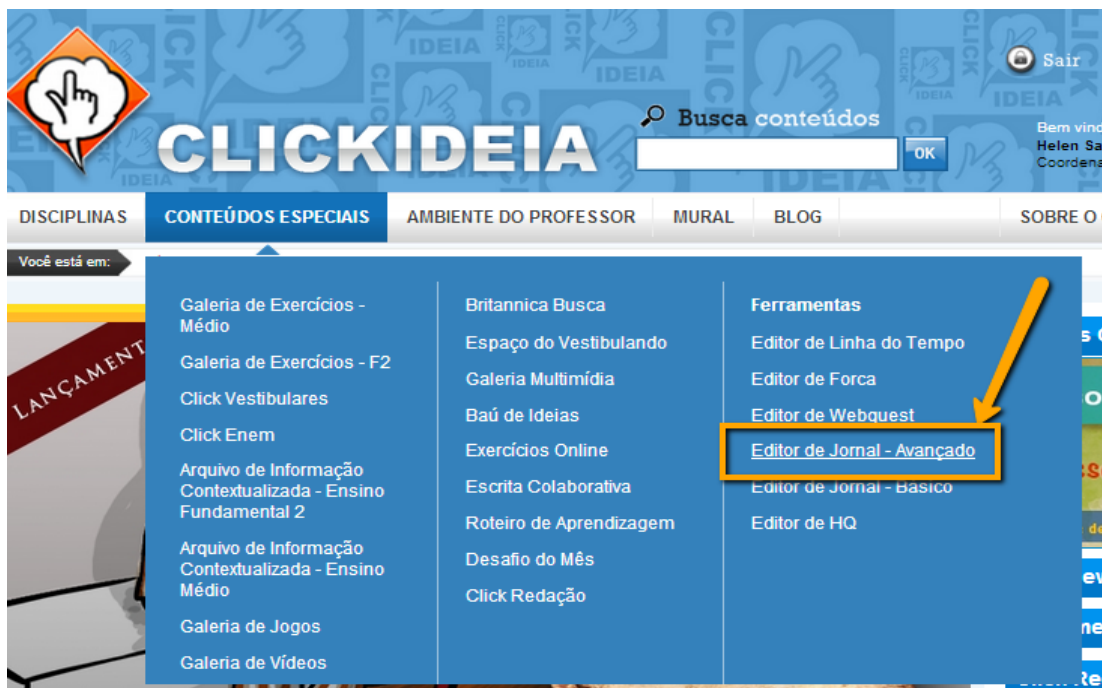 CLICKIDEIA
Busca conteúdos
OK
Sair
Bem vind
Helen Sa
Coordena
DISCIPLINAS
CONTEÚDOS ESPECIAIS
AMBIENTE DO PROFESSOR
MURAL
BLOG
SOBRE O
Você está em:
LANÇAMENT
Galeria de Exercícios -
Médio
Galeria de Exercícios - F2
Click Vestibulares
Click Enem
Arquivo de Informação
Contextualizada - Ensino
Fundamental 2
Arquivo de Informação
Contextualizada - Ensino
Médio
Galeria de Jogos
Galeria de Vídeos
Britannica Busca
Espaço do Vestibulando
Galeria Multimídia
Baú de Ideias
Exercícios Online
Escrita Colaborativa
Roteiro de Aprendizagem
Desafio do Mês
Click Redação
Ferramentas
Editor de Linha do Tempo
Editor de Forca
Editor de Webquest
Editor de Jornal - Avançado
Editor de Jornal - Básico
Editor de HQ